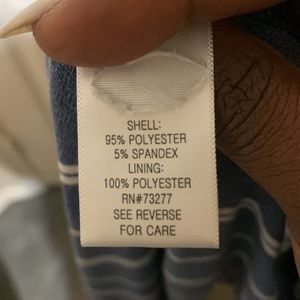 SHELL:
95% POLYESTER
5% SPANDEX
LINING:
100% POLYESTER
RN#73277
SEE REVERSE
FOR CARE